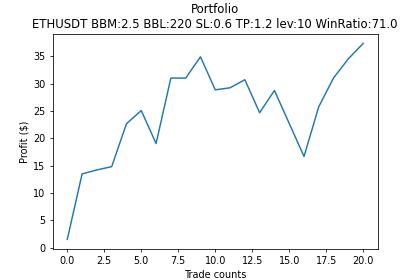 Portfolio
ETHUSDT BBM:2.5 BBL:220 SL:0.6 TP:1.2 lev:10 WinRatio:71.0
35
30
25
20
15
10
5
0
Profit ($)
0.0 2.5 5.0 7.5 10.0 12.5 15.0 17.5 20.0
Trade counts